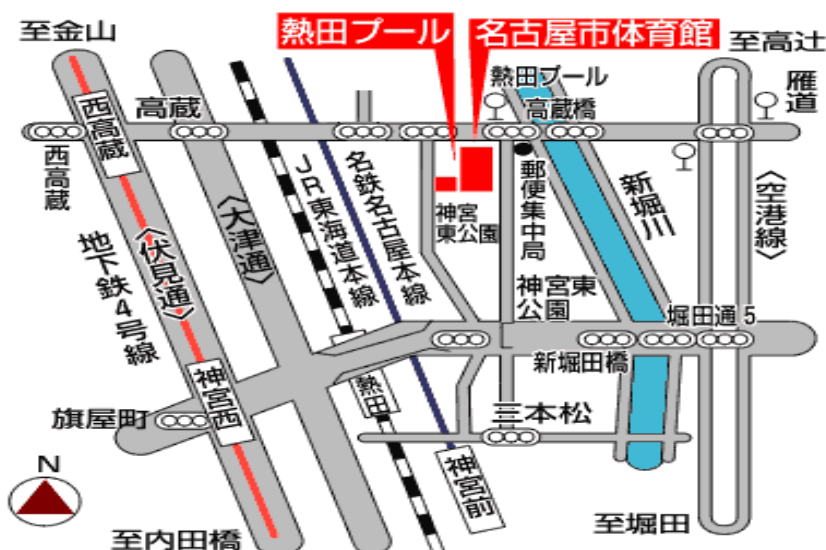 至金山
熱田プール
名古屋市体育館
至高辻
熱田プール
雁道
西高蔵
高蔵
高蔵橋
西高蔵
JR東海道本線
名鉄名古屋本線
神宮
東公園
郵便集中局
新堀川
〈空港線〉
〈大津通〉
〈伏見通〉
地下鉄4号線
神宮東
公園
堀田通5
新堀田橋
神宮西
熱田
旗屋町
三本松
神宮前
N
至内田橋
至堀田